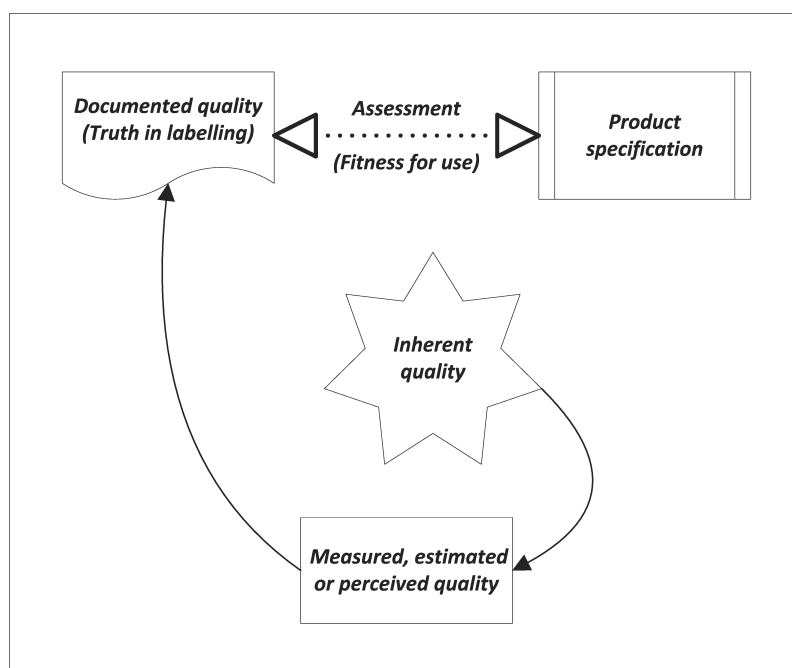 Documented quality
(Truth in labelling)
Assessment
(Fitness for use)
Product
specification
Inherent
quality
Measured, estimated
or perceived quality